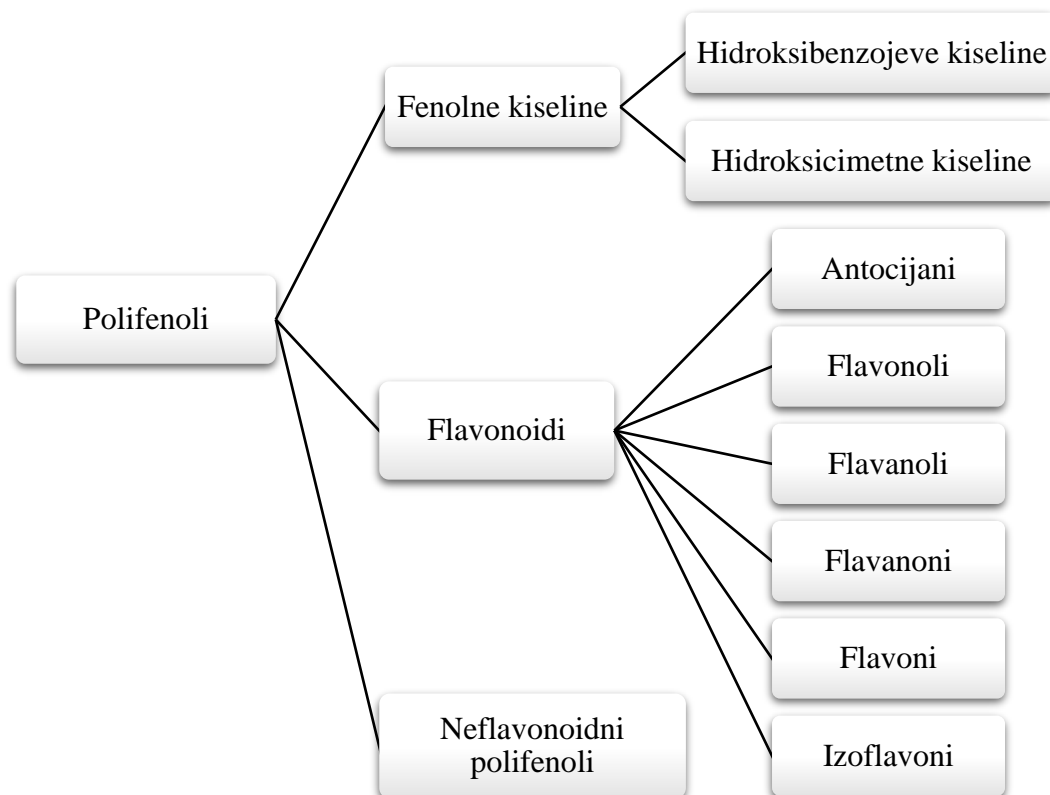 Polifenoli
Fenolne kiseline
Hidroksibenzojeve kiseline
Hidroksicimetne kiseline
Flavonoidi
Antocijani
Flavonoli
Flavanoli
Flavanoni
Flavoni
Izoflavoni
Neflavonoidni
polifenoli